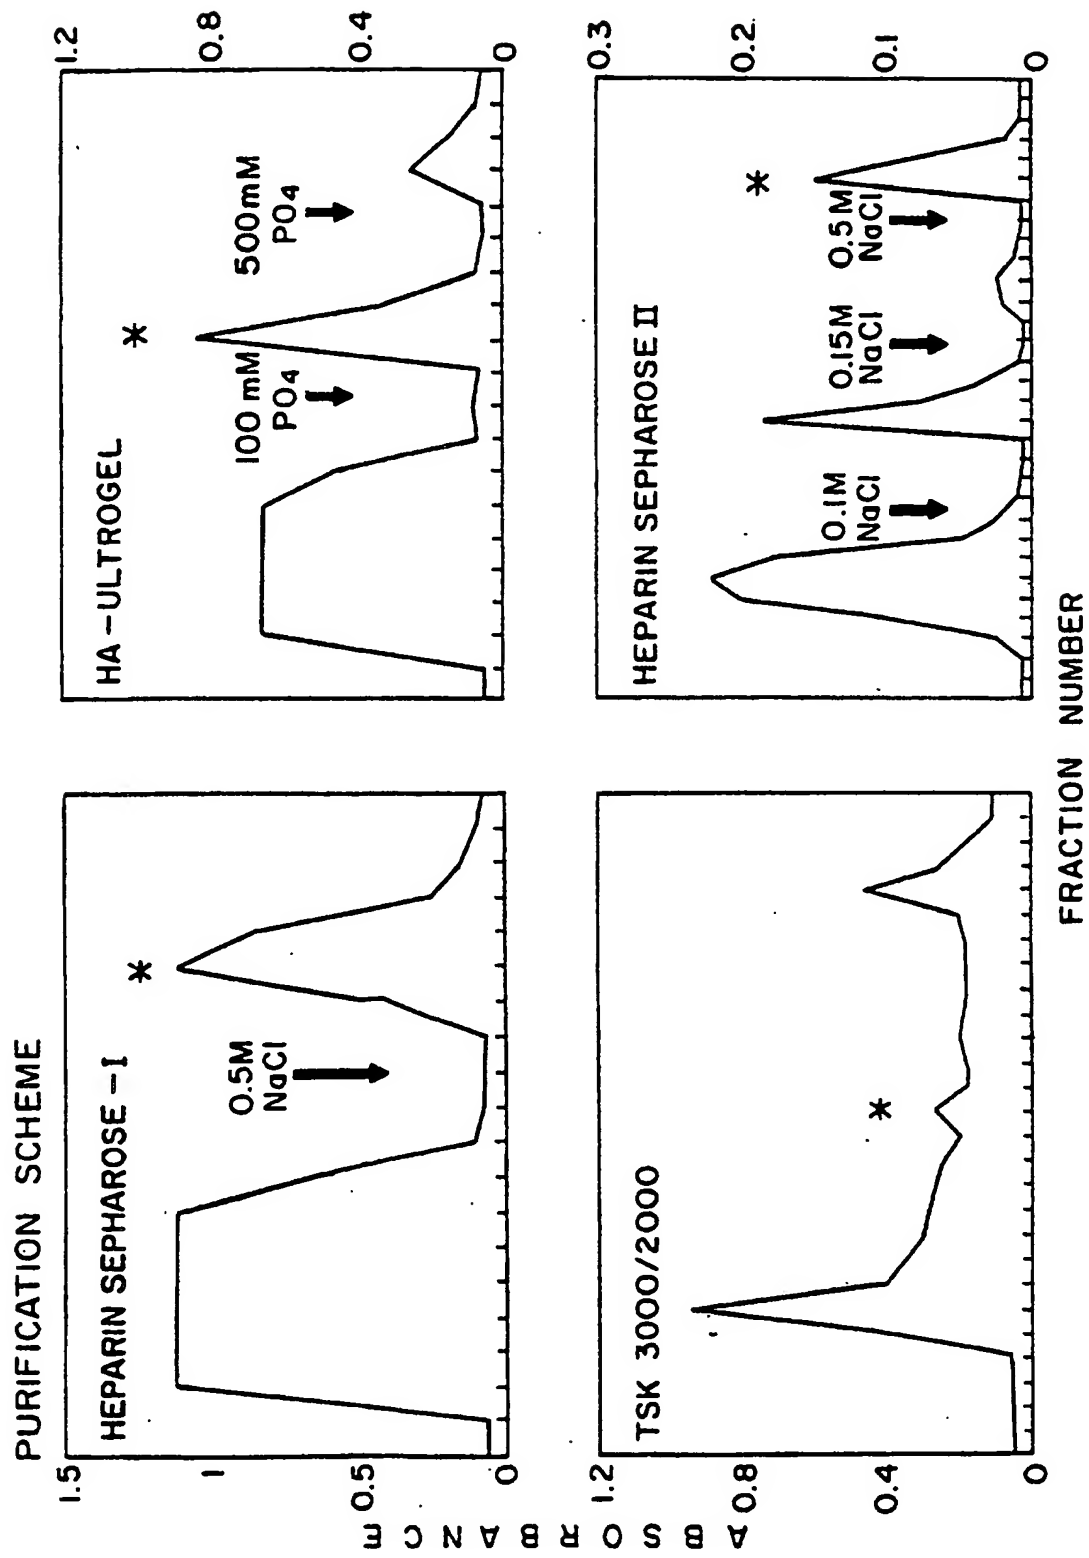 PURIFICATION SCHEME
HEPARIN SEPHAROSE - I
1.5
1
0.5
0
0.5M
NaCl
*
HA - ULTROGEL
1.2
0.8
0.4
0
100 mM
PO4
*
500mM
PO4
TSK 3000/2000
1.2
0.8
0.4
0
*
HEPARIN SEPHAROSE II
0.3
0.2
0.1
0
0.1M
NaCl
0.15M
NaCl
0.5M
NaCl
*
ABSORBANCE
FRACTION NUMBER